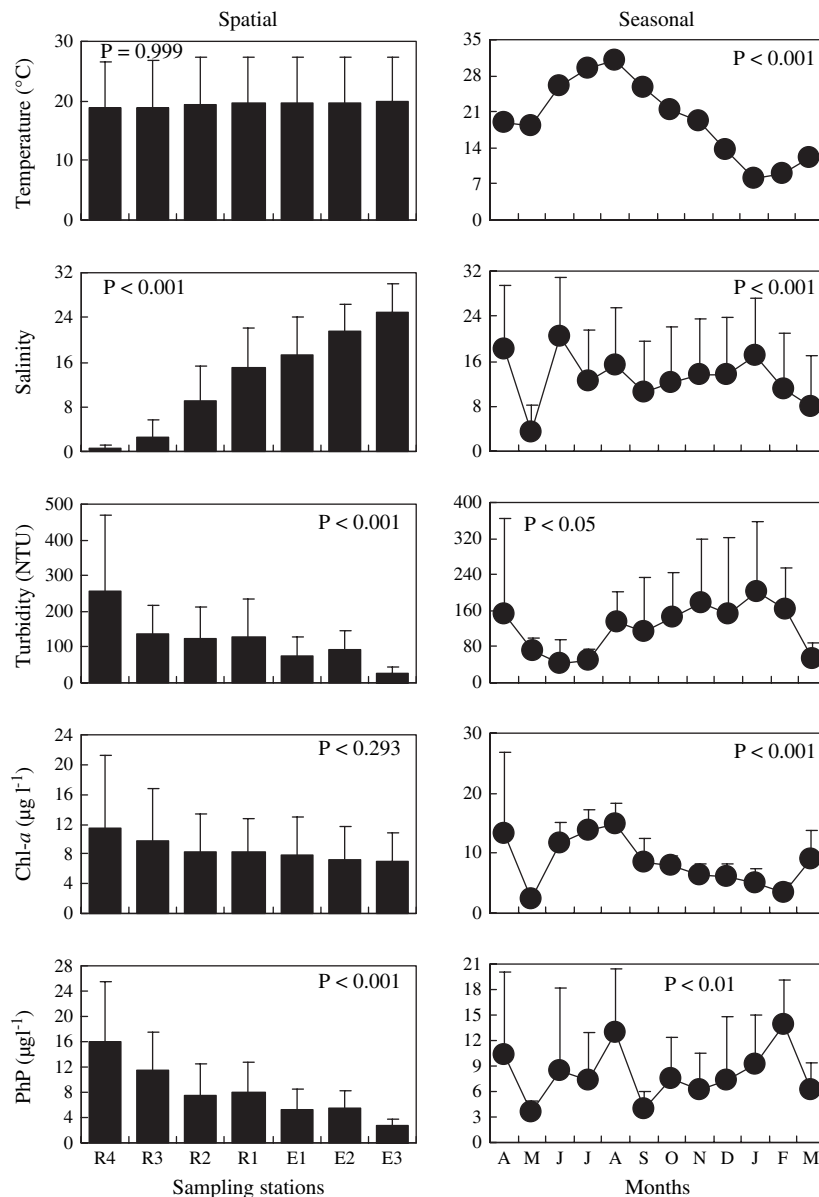 Spatial
Seasonal
Temperature (°C)
30
20
10
0
P = 0.999
35
28
21
14
7
0
P < 0.001
Salinity
32
24
16
8
0
P < 0.001
32
24
16
8
0
P < 0.001
Turbidity (NTU)
500
400
300
200
100
0
P < 0.001
400
320
240
160
80
0
P < 0.05
Chl-a (µg l-1)
24
20
16
12
8
4
0
P < 0.293
30
20
10
0
P < 0.001
PhP (µgl-1)
28
24
20
16
12
8
4
0
P < 0.001
21
18
15
12
9
6
3
0
P < 0.01
R4 R3 R2 R1 E1 E2 E3
A M J J A S O N D J F M
Sampling stations
Months